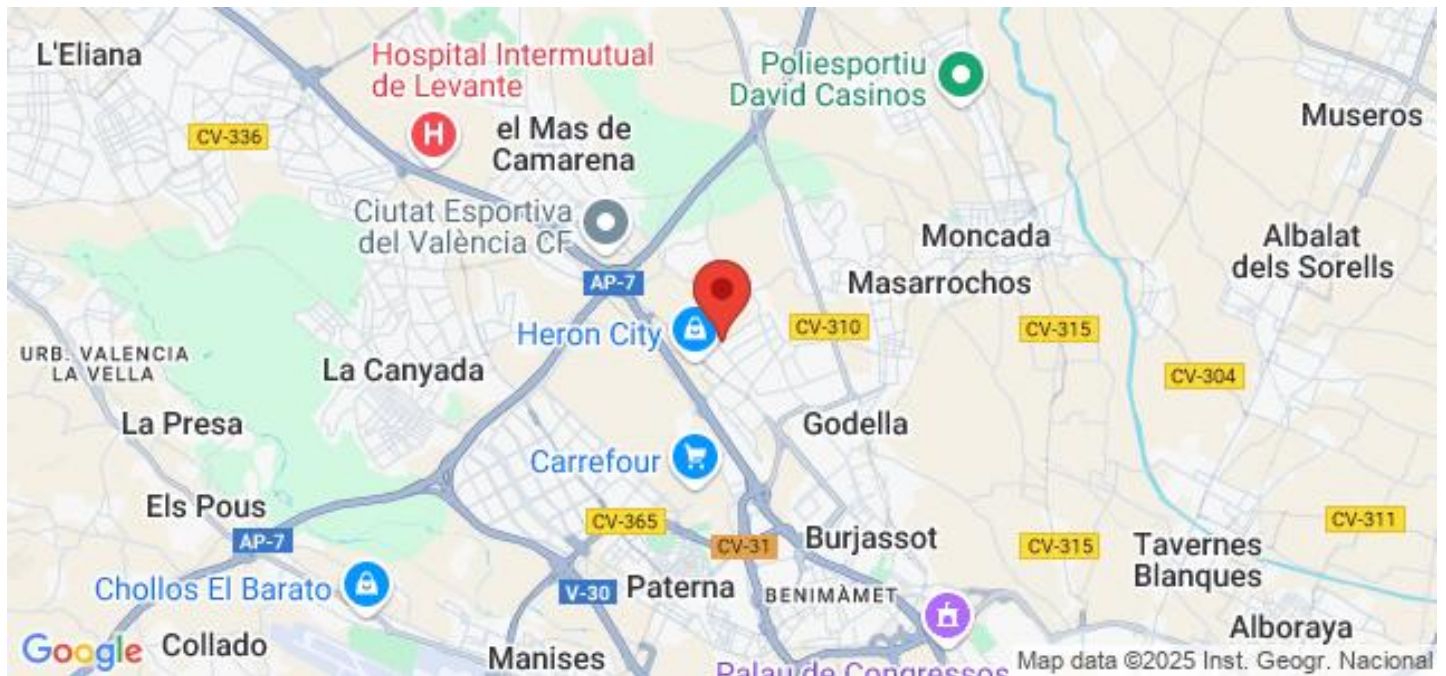 L'Eliana
Hospital Intermutual
de Levante
Poliesportiu
David Casinos
Museros
CV-336
H
el Mas de
Camarena
Ciutat Esportiva
del València CF
Moncada
Albalat
dels Sorells
AP-7
Masarrochos
Heron City
CV-310
CV-315
URB. VALENCIA
LA VELLA
La Canyada
CV-304
La Presa
Godella
Carrefour
Els Pous
CV-365
CV-311
AP-7
CV-31
Burjassot
CV-315
Tavernes
Blanques
Chollos El Barato
V-30
Paterna
BENIMÀMET
Alboraya
Google
Collado
Manises
Palau de Congressos
Map data ©2025 Inst. Geogr. Nacional